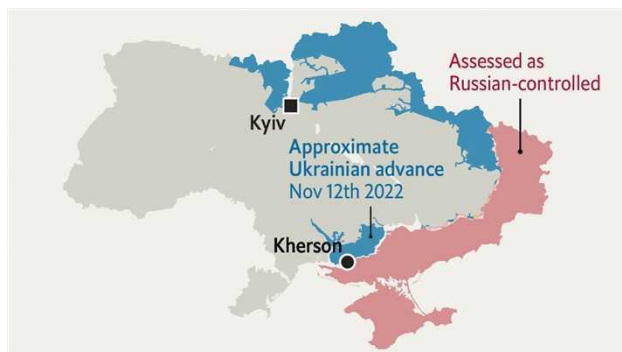 Assessed as
Russian-controlled
Kyiv
Approximate
Ukrainian advance
Nov 12th 2022
Kherson